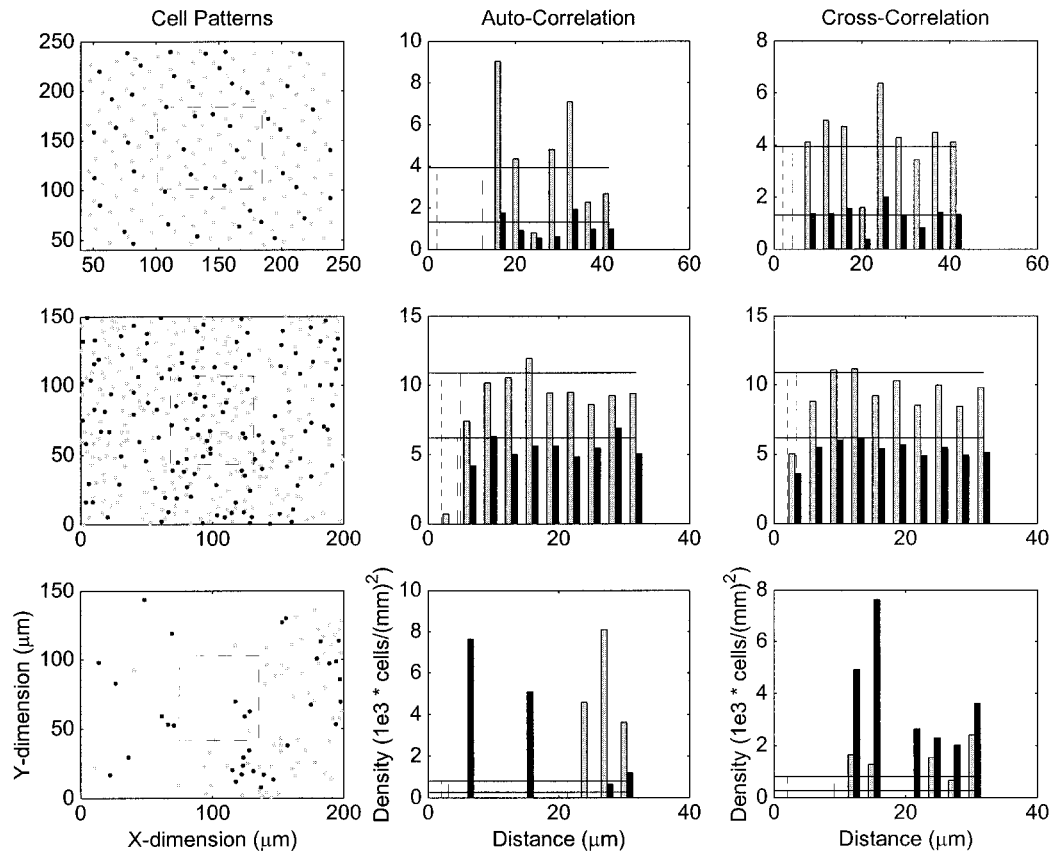 Cell Patterns Auto-Correlation Cross-Correlation
250
200
150
100
50
50 100 150 200 250
10
8
6
4
2
0
0 20 40 60
8
6
4
2
0
0 20 40 60
150
100
50
0
0 100 200
15
10
5
0
0 20 40
15
10
5
0
0 20 40
Y-dimension (μm)
150
100
50
0
0 50 100 150 200
X-dimension (μm)
Density (1e3 * cells/(mm)²)
10
8
6
4
2
0
0 20 40
Distance (μm)
Density (1e3 * cells/(mm)²)
8
6
4
2
0
0 20 40
Distance (μm)